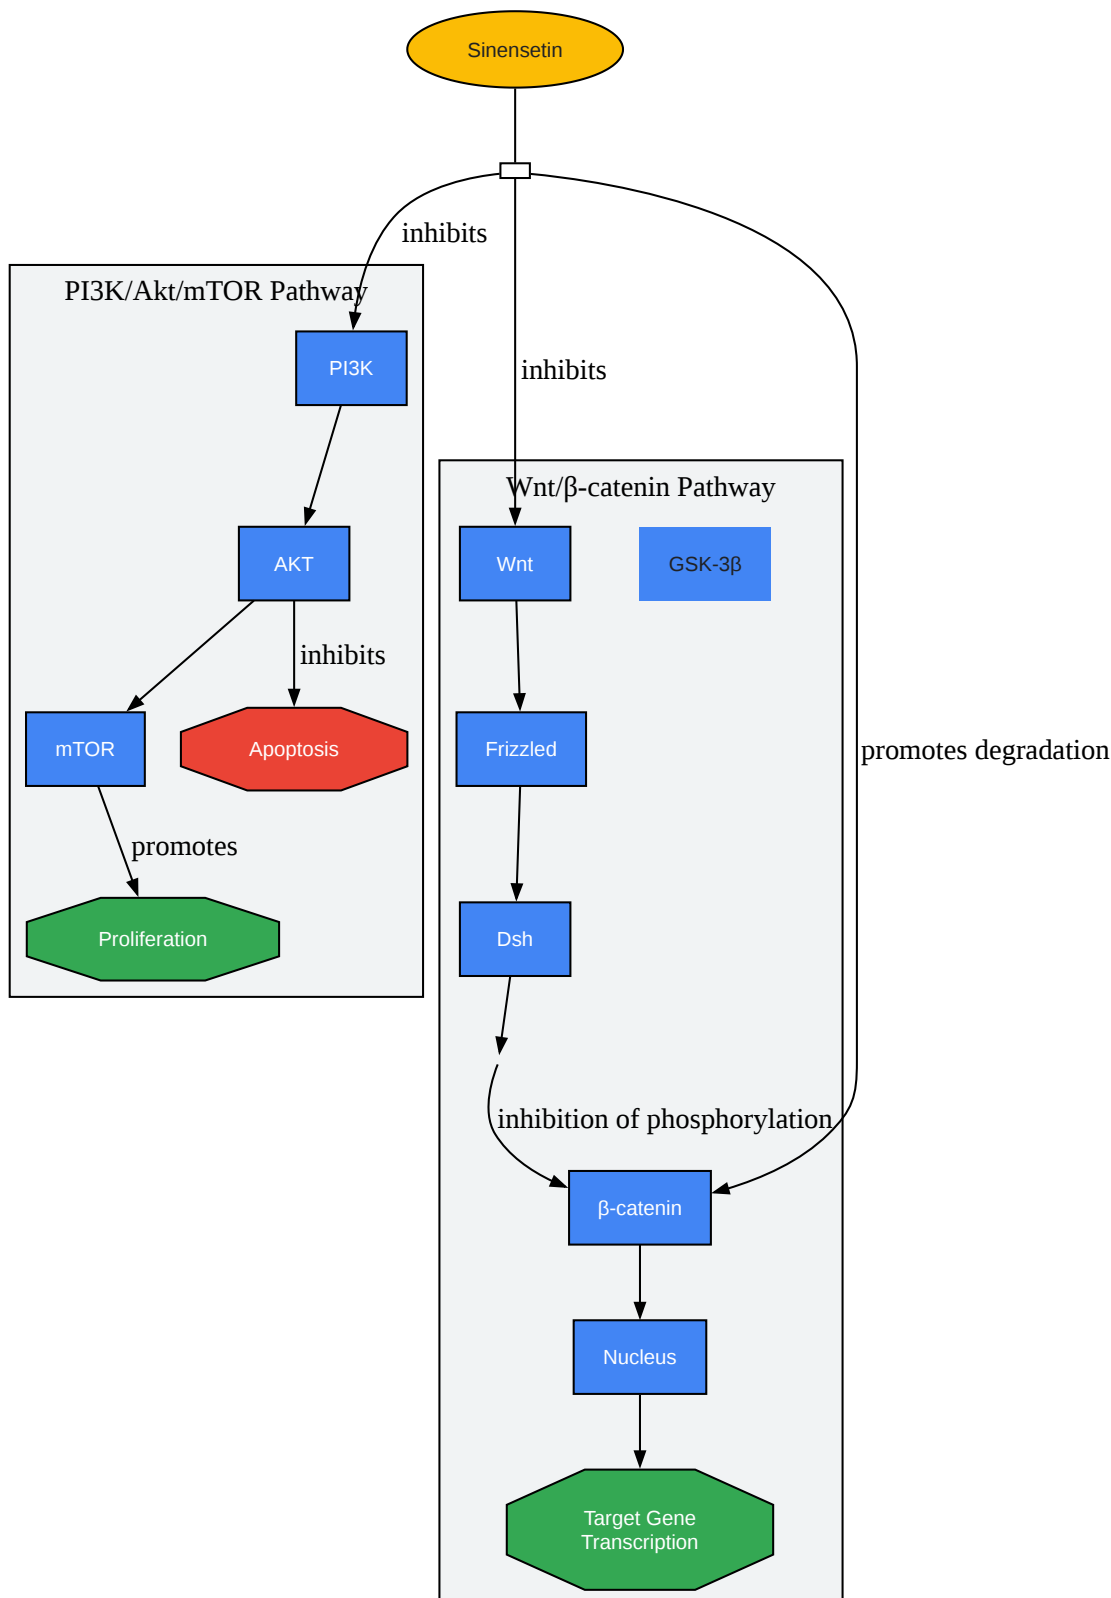 Sinensetin
inhibits
PI3K/Akt/mTOR Pathway
PI3K
inhibits
Wnt/β-catenin Pathway
AKT
Wnt
GSK-3β
inhibits
mTOR
Apoptosis
Frizzled
promotes degradation
promotes
Proliferation
Dsh
inhibition of phosphorylation
β-catenin
Nucleus
Target Gene
Transcription